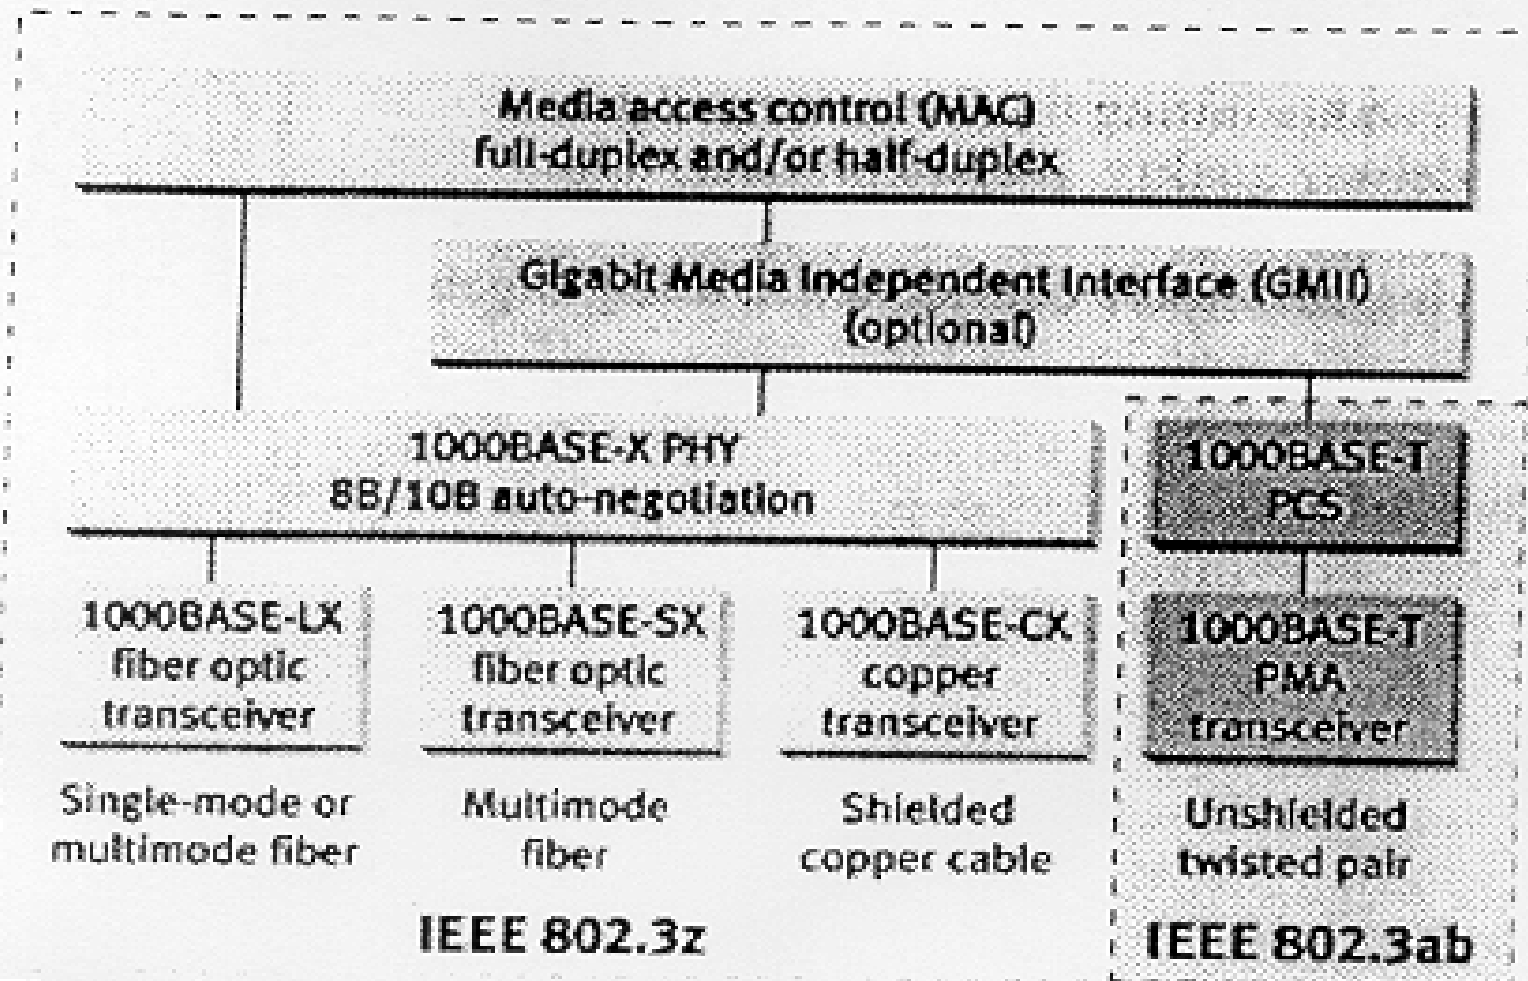 Media access control (MAC)
full-duplex and/or half-duplex
Gigabit Media Independent Interface (GMII)
(optional)
1000BASE-X PHY
8B/10B auto-negotiation
1000BASE-T
PCS
1000BASE-LX
fiber optic
transceiver
1000BASE-SX
fiber optic
transceiver
1000BASE-CX
copper
transceiver
1000BASE-T
PMA
transceiver
Single-mode or
multimode fiber
Multimode
fiber
Shielded
copper cable
Unshielded
twisted pair
IEEE 802.3z
IEEE 802.3ab